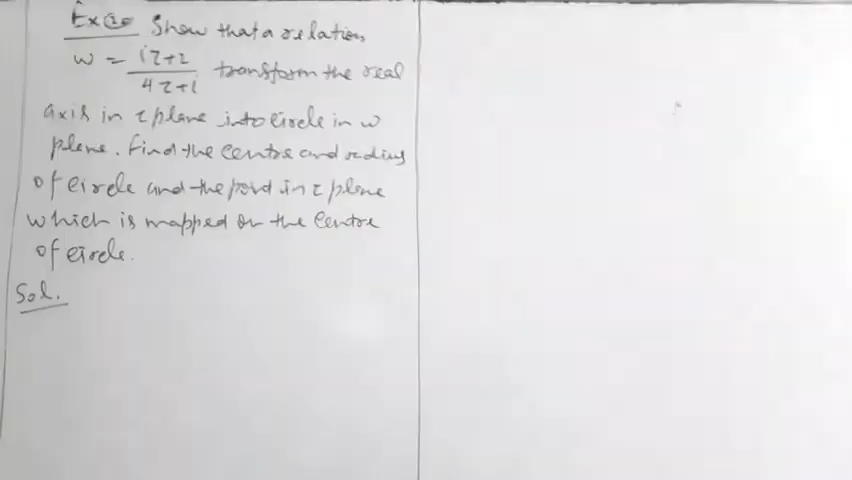 Ex②
Show that a relation
w = iz+2 / 4z+i transform the real
axis in z plane into circle in w
plane. Find the centre and radius
of circle and the point in z plane
which is mapped on the centre
of circle.
Sol.